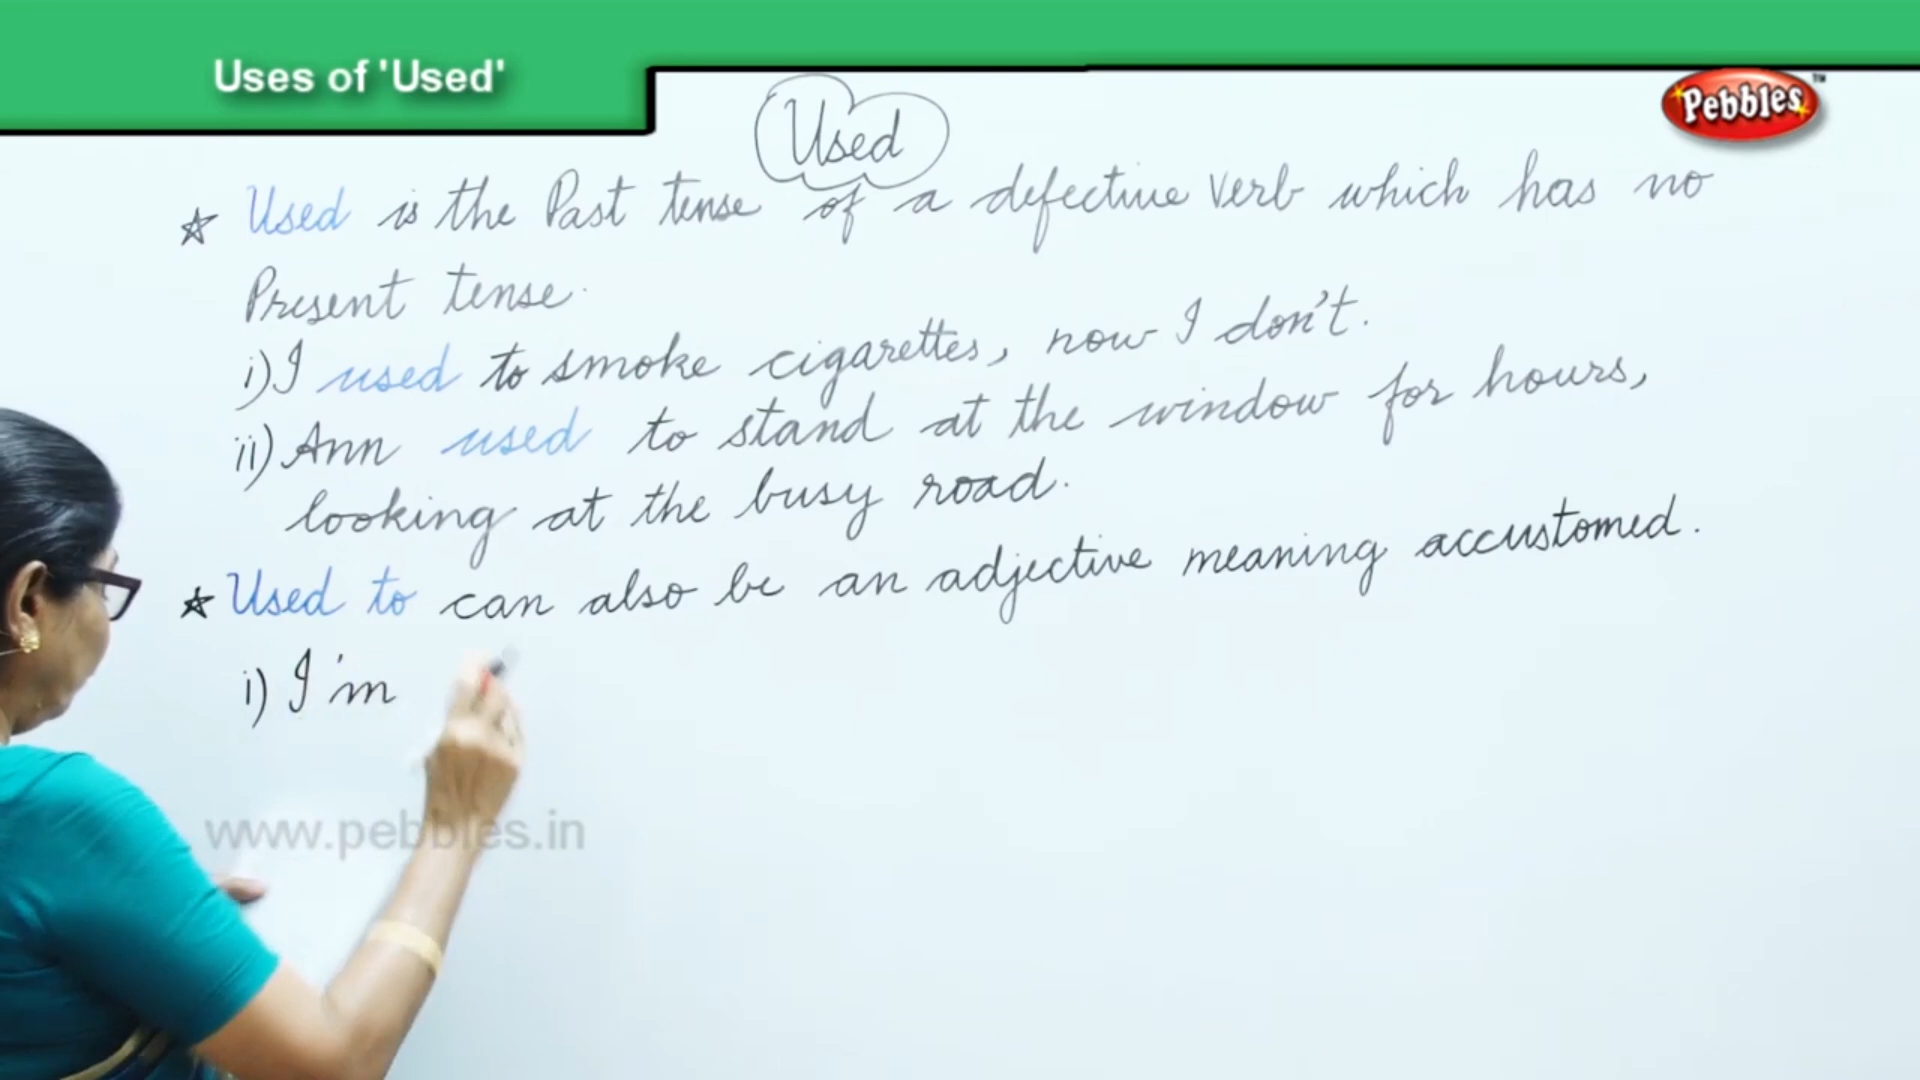 Uses of 'Used'
Pebbles™
Used
☆ Used is the Past tense of a defective verb which has no
Present tense.
i) I used to smoke cigarettes, now I don't.
ii) Ann used to stand at the window for hours,
looking at the busy road.
☆ Used to can also be an adjective meaning accustomed.
i) I'm
www.pebbles.in